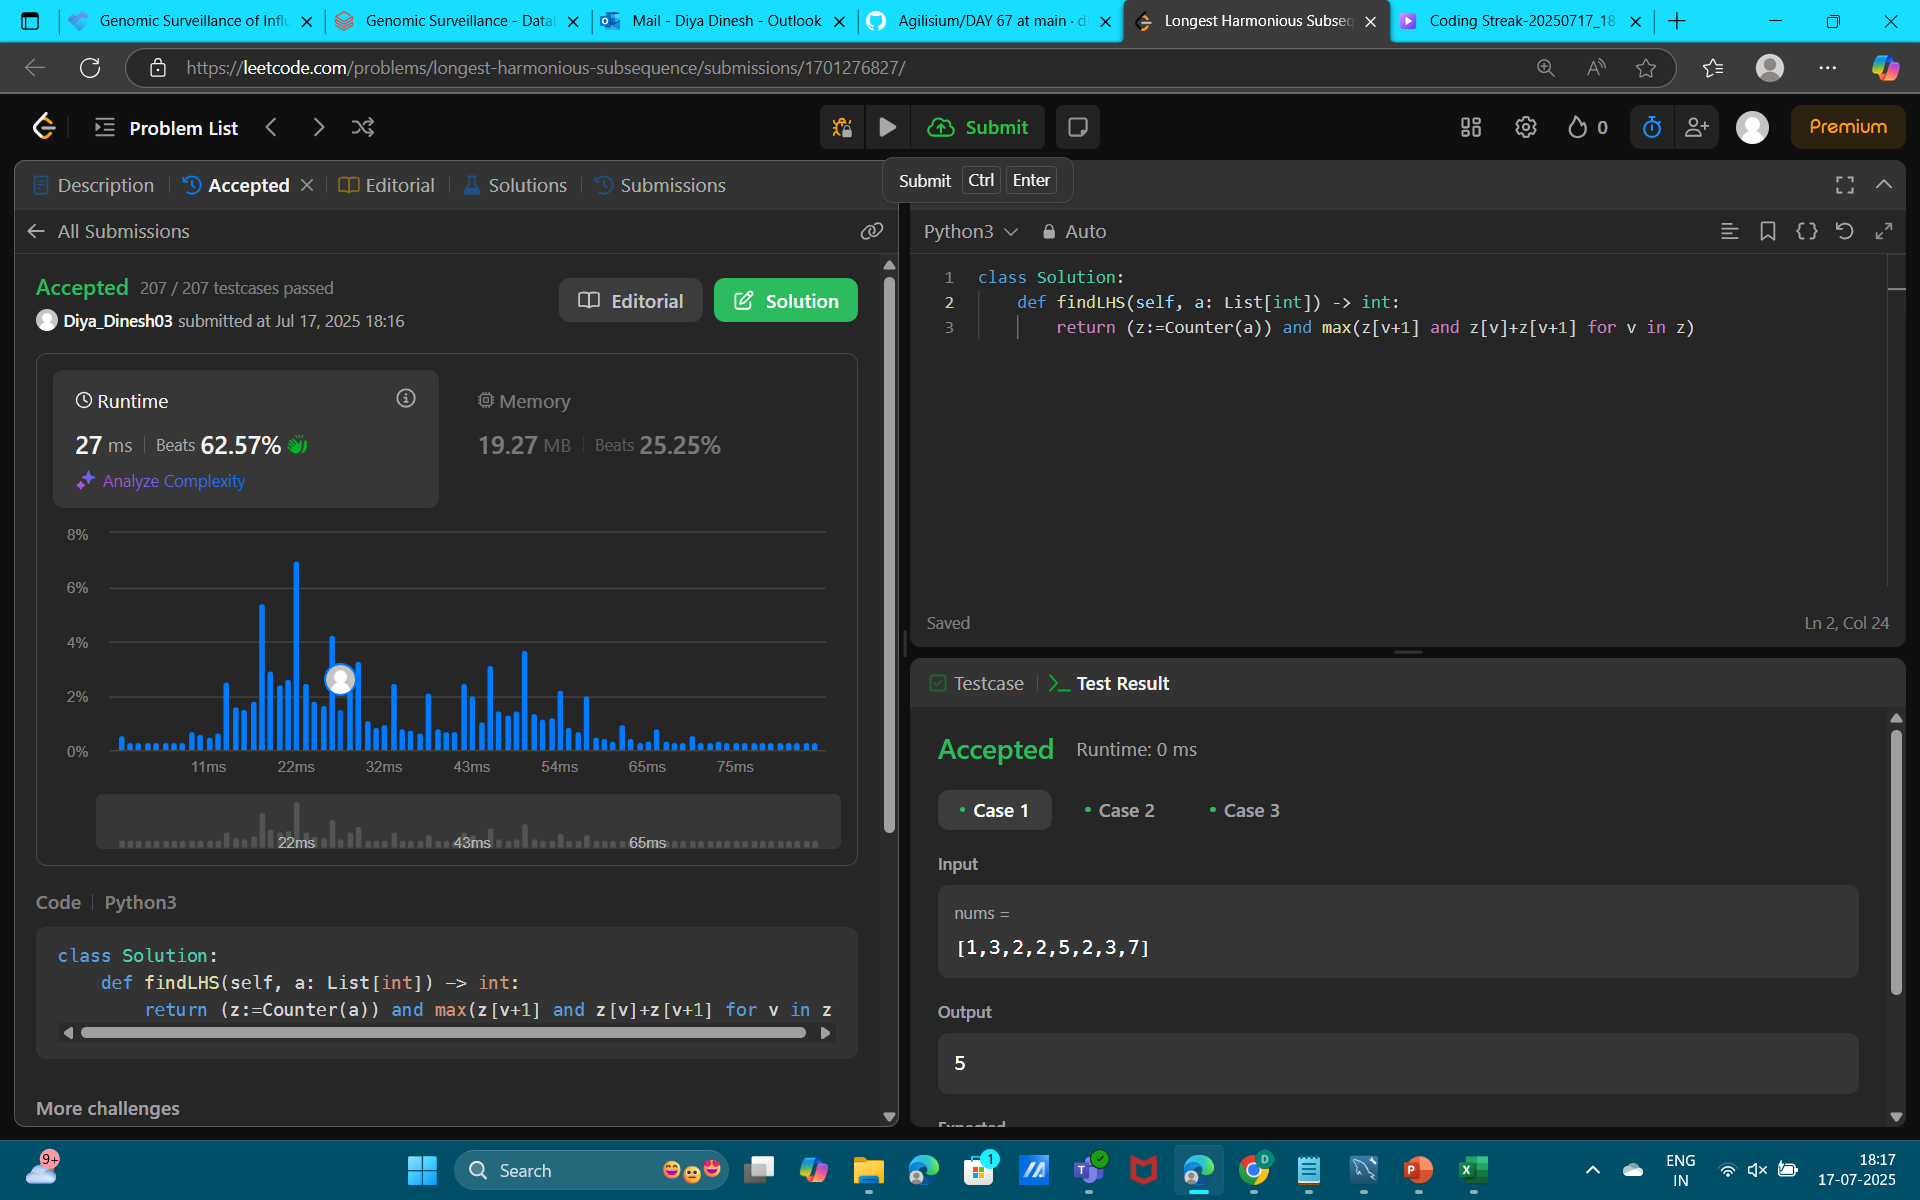 Genomic Surveillance of Influ
Genomic Surveillance - Data
Mail - Diya Dinesh - Outlook
Agilisium/DAY 67 at main · d
Longest Harmonious Subseq
Coding Streak-20250717_18
https://leetcode.com/problems/longest-harmonious-subsequence/submissions/1701276827/
Problem List
Submit
0
Premium
Description
Accepted
Editorial
Solutions
Submissions
Submit Ctrl Enter
All Submissions
Accepted 207 / 207 testcases passed
Diya_Dinesh03 submitted at Jul 17, 2025 18:16
Editorial
Solution
Runtime
27 ms Beats 62.57%
Analyze Complexity
Memory
19.27 MB Beats 25.25%
8%
6%
4%
2%
0%
11ms 22ms 32ms 43ms 54ms 65ms 75ms
22ms 43ms 65ms
Code Python3
class Solution:
def findLHS(self, a: List[int]) -> int:
return (z:=Counter(a)) and max(z[v+1] and z[v]+z[v+1] for v in z
More challenges
Python3 Auto
1 class Solution:
2 def findLHS(self, a: List[int]) -> int:
3 return (z:=Counter(a)) and max(z[v+1] and z[v]+z[v+1] for v in z)
Saved
Ln 2, Col 24
Testcase
Test Result
Accepted Runtime: 0 ms
Case 1 Case 2 Case 3
Input
nums =
[1,3,2,2,5,2,3,7]
Output
5
Expected
9+
Search
1
D
ENG
IN
18:17
17-07-2025